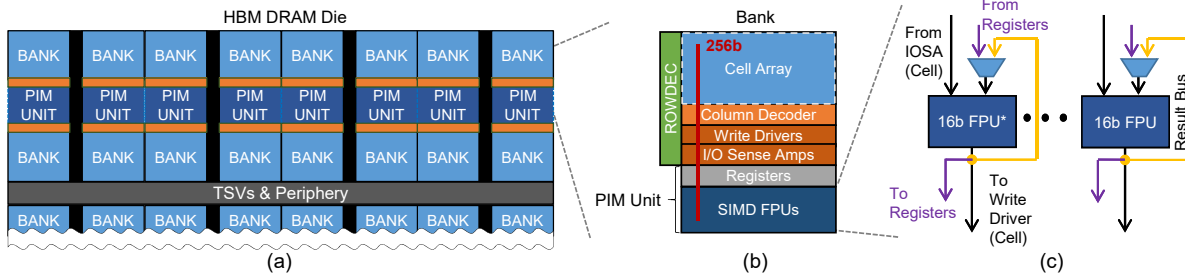 HBM DRAM Die
BANK BANK BANK BANK BANK BANK BANK BANK
PIM UNIT PIM UNIT PIM UNIT PIM UNIT PIM UNIT PIM UNIT PIM UNIT PIM UNIT
BANK BANK BANK BANK BANK BANK BANK BANK
TSVs & Periphery
BANK BANK BANK BANK BANK BANK BANK BANK
(a)
Bank
ROWDEC
256b
Cell Array
Column Decoder
Write Drivers
I/O Sense Amps
Registers
PIM Unit
SIMD FPUs
(b)
From
Registers
From
IOSA
(Cell)
16b FPU*
16b FPU
Result Bus
To
Registers
To
Write
Driver
(Cell)
(c)